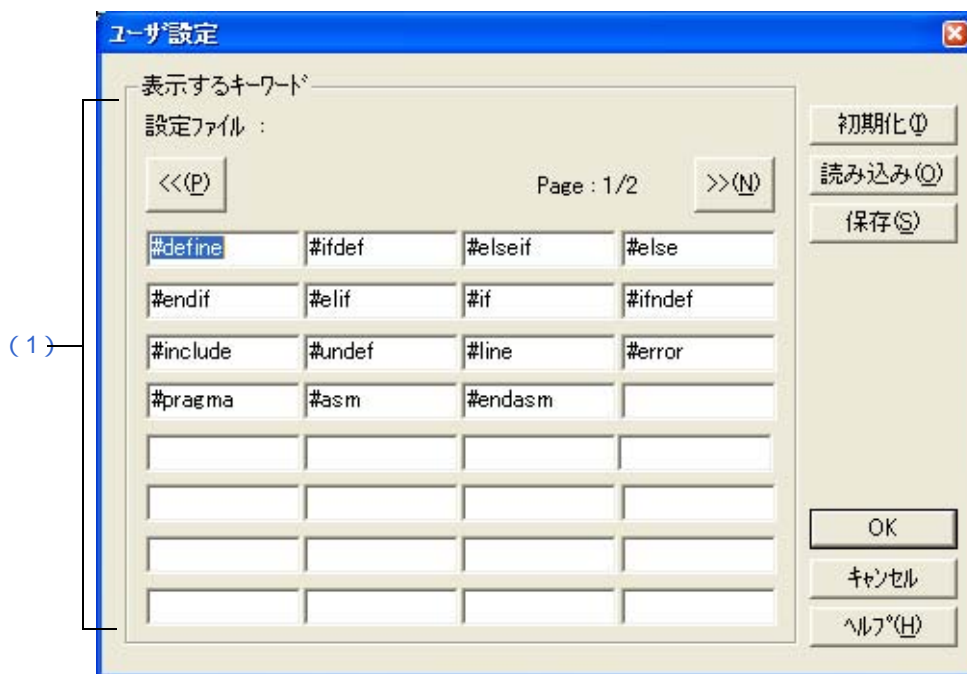 ユーザ設定
表示するキーワード
設定ファイル :
<<(P) Page : 1/2 >>(N)
#define #ifdef #elseif #else
#endif #elif #if #ifndef
#include #undef #line #error
#pragma #asm #endasm
(1)
初期化(I)
読み込み(O)
保存(S)
OK
キャンセル
ヘルプ(H)